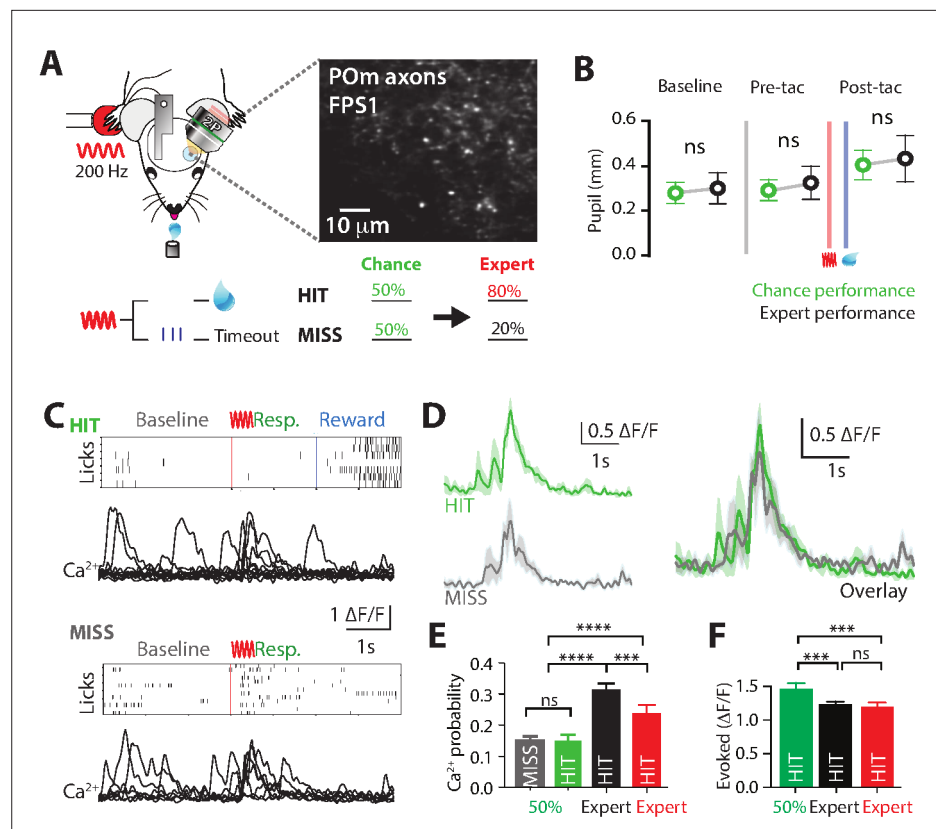 A
2P
200 Hz
POm axons
FPS1
10 µm
Chance
Expert
HIT
50%
80%
Timeout
MISS
50%
20%
B
Baseline
Pre-tac
Post-tac
Pupil (mm)
0.6
0.4
0.2
0.0
ns
ns
ns
Chance performance
Expert performance
C
HIT
Baseline
Resp.
Reward
Licks
Ca2+
1 ΔF/F
1s
MISS
Baseline
Resp.
Licks
Ca2+
D
0.5 ΔF/F
1s
HIT
MISS
0.5 ΔF/F
1s
Overlay
E
****
****
***
ns
Ca2+ probability
0.4
0.3
0.2
0.1
0.0
MISS
HIT
HIT
HIT
50%
Expert
Expert
F
***
***
ns
Evoked (ΔF/F)
1.5
1.0
0.5
0.0
HIT
HIT
HIT
50%
Expert
Expert